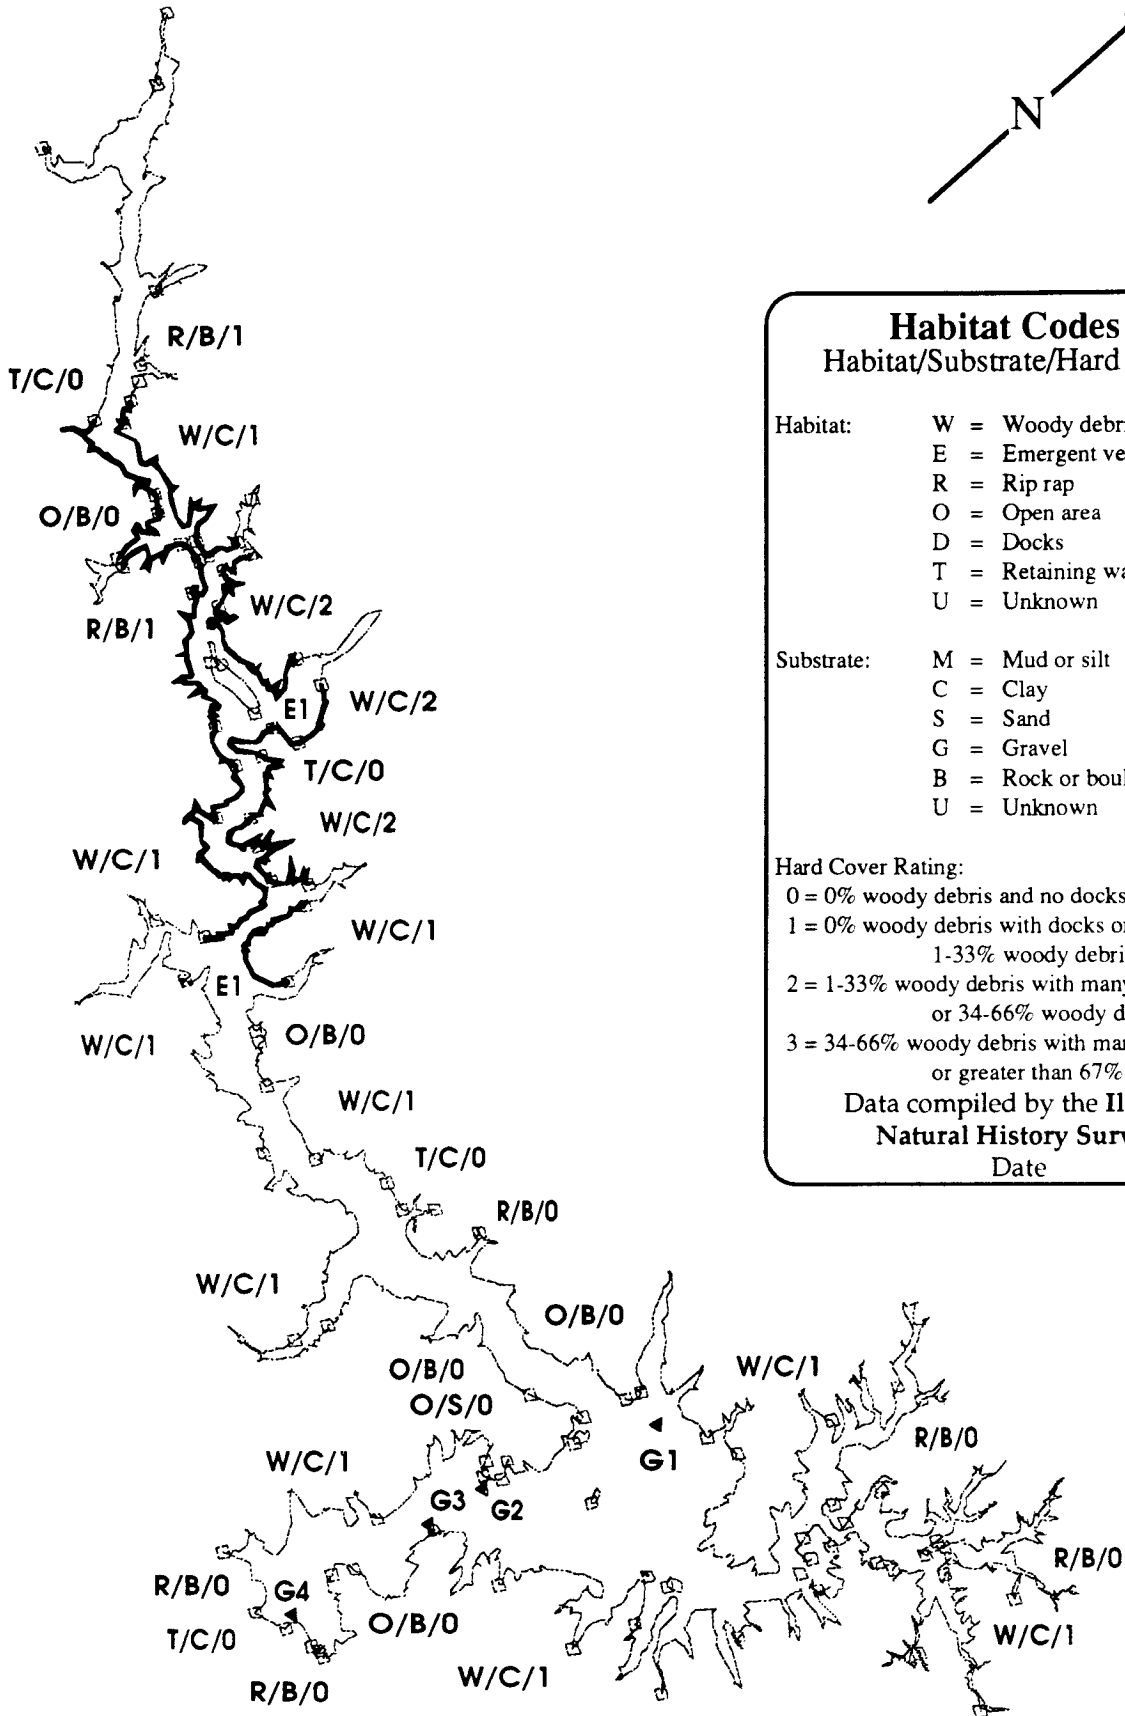 N
R/B/1
T/C/0
W/C/1
O/B/0
W/C/2
R/B/1
E1
W/C/2
T/C/0
W/C/2
W/C/1
W/C/1
E1
O/B/0
W/C/1
W/C/1
T/C/0
R/B/0
W/C/1
O/B/0
O/B/0
W/C/1
O/S/0
R/B/0
W/C/1
G1
G3
G2
R/B/0
R/B/0
G4
O/B/0
T/C/0
W/C/1
W/C/1
R/B/0
Habitat Codes
Habitat/Substrate/Hard
Habitat:
W = Woody debri
E = Emergent ve
R = Rip rap
O = Open area
D = Docks
T = Retaining wa
U = Unknown
Substrate:
M = Mud or silt
C = Clay
S = Sand
G = Gravel
B = Rock or boul
U = Unknown
Hard Cover Rating:
0 = 0% woody debris and no docks
1 = 0% woody debris with docks or
1-33% woody debri
2 = 1-33% woody debris with many
or 34-66% woody d
3 = 34-66% woody debris with man
or greater than 67%
Data compiled by the Il
Natural History Surv
Date